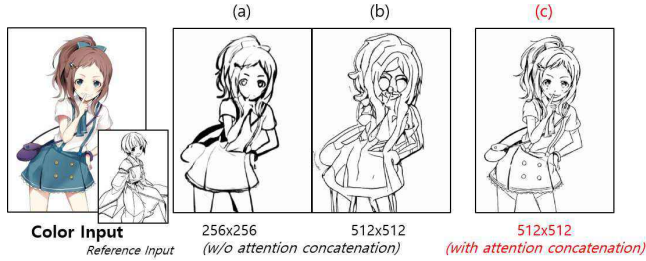 (a) (b) (c)
Color Input
Reference Input
256x256 512x512 512x512
(w/o attention concatenation) (with attention concatenation)